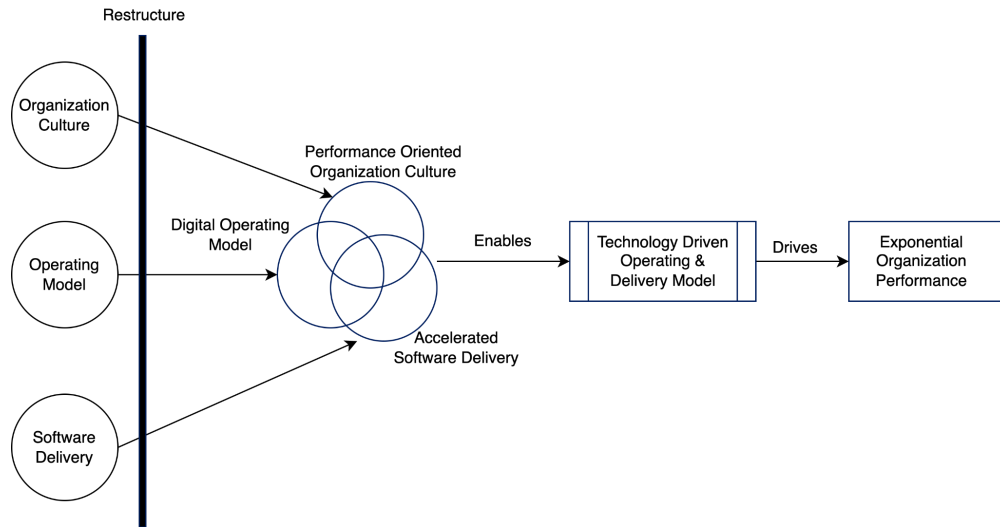 Restructure
Organization
Culture
Performance Oriented
Organization Culture
Digital Operating
Model
Operating
Model
Enables
Technology Driven
Operating &
Delivery Model
Drives
Exponential
Organization
Performance
Accelerated
Software Delivery
Software
Delivery